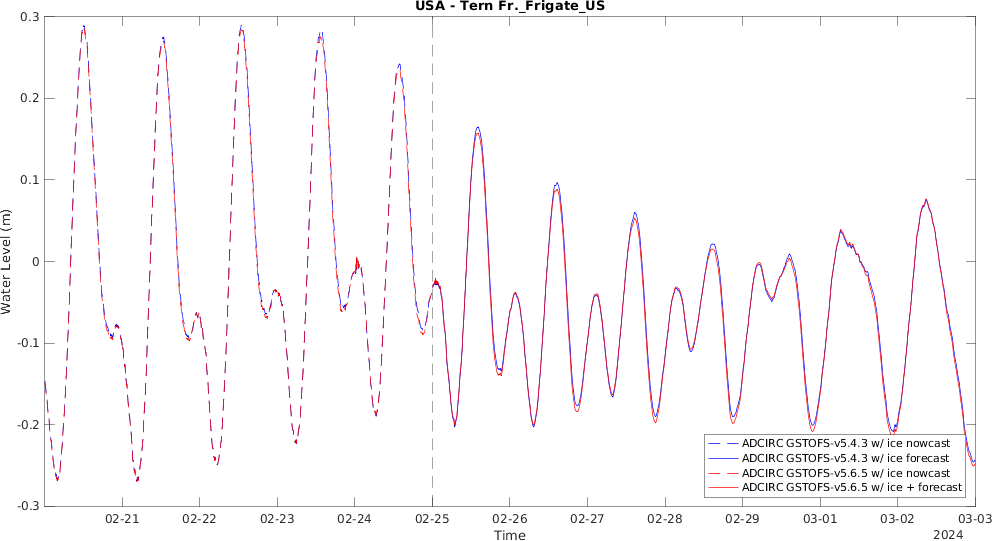 USA - Tern Fr._Frigate_US
Water Level (m)
0.3
0.2
0.1
0
-0.1
-0.2
-0.3
ADCIRC GSTOFS-v5.4.3 w/ ice nowcast
ADCIRC GSTOFS-v5.4.3 w/ ice forecast
ADCIRC GSTOFS-v5.6.5 w/ ice nowcast
ADCIRC GSTOFS-v5.6.5 w/ ice + forecast
02-21 02-22 02-23 02-24 02-25 02-26 02-27 02-28 02-29 03-01 03-02 03-03
Time
2024